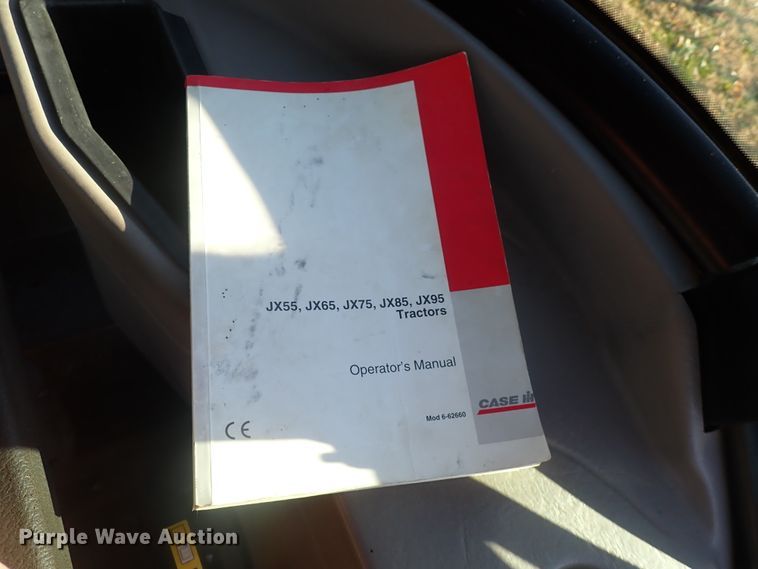 JX55, JX65, JX75, JX85, JX95
Tractors
Operator's Manual
Mod 6-62660
CASE IH
CE
Purple Wave Auction®